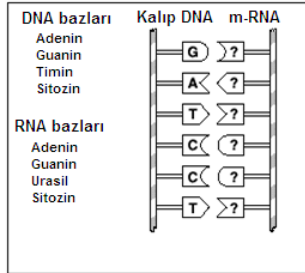 DNA bazları
Adenin
Guanin
Timin
Sitozin
RNA bazları
Adenin
Guanin
Urasil
Sitozin
Kalıp DNA m-RNA
G ?
A ?
T ?
C ?
C ?
T ?